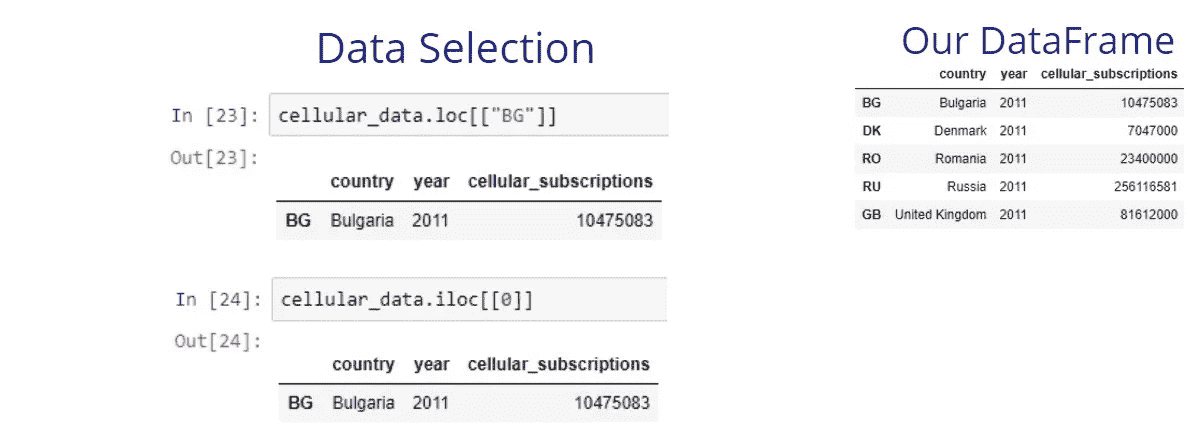 Data Selection
In [23]: cellular_data.loc[["BG"]]
Out[23]:
country year cellular_subscriptions
BG Bulgaria 2011 10475083
In [24]: cellular_data.iloc[[0]]
Out[24]:
country year cellular_subscriptions
BG Bulgaria 2011 10475083
Our DataFrame
country year cellular_subscriptions
BG Bulgaria 2011 10475083
DK Denmark 2011 7047000
RO Romania 2011 23400000
RU Russia 2011 256116581
GB United Kingdom 2011 81612000